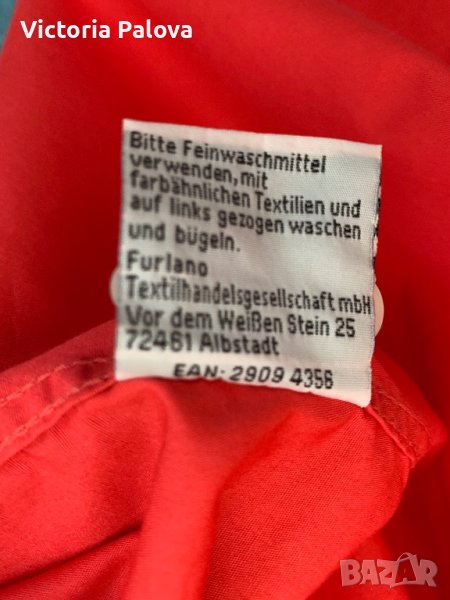 Victoria Palova
Bitte Feinwaschmittel
verwenden, mit
farbähnlichen Textilien und
auf links gezogen waschen
und bügeln.
Furlano
Textilhandelsgesellschaft mbH
Vor dem Weißen Stein 25
72461 Albstadt
EAN: 2909 4356
BAZAR